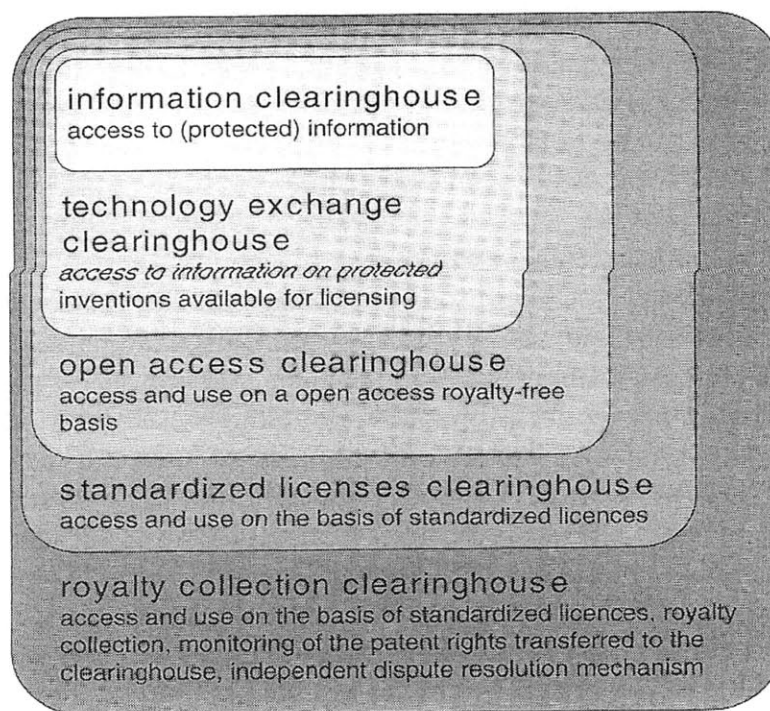 information clearinghouse
access to (protected) information
technology exchange
clearinghouse
access to information on protected
inventions available for licensing
open access clearinghouse
access and use on a open access royalty-free
basis
standardized licenses clearinghouse
access and use on the basis of standardized licences
royalty collection clearinghouse
access and use on the basis of standardized licences, royalty
collection, monitoring of the patent rights transferred to the
clearinghouse, independent dispute resolution mechanism